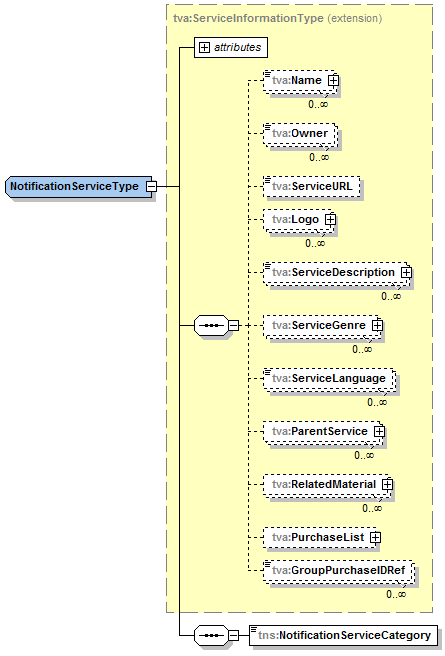 tva:ServiceInformationType (extension)
attributes
tva:Name
0..∞
tva:Owner
0..∞
NotificationServiceType
tva:ServiceURL
tva:Logo
0..∞
tva:ServiceDescription
0..∞
tva:ServiceGenre
0..∞
tva:ServiceLanguage
0..∞
tva:ParentService
0..∞
tva:RelatedMaterial
0..∞
tva:PurchaseList
tva:GroupPurchaseIDRef
0..∞
tns:NotificationServiceCategory